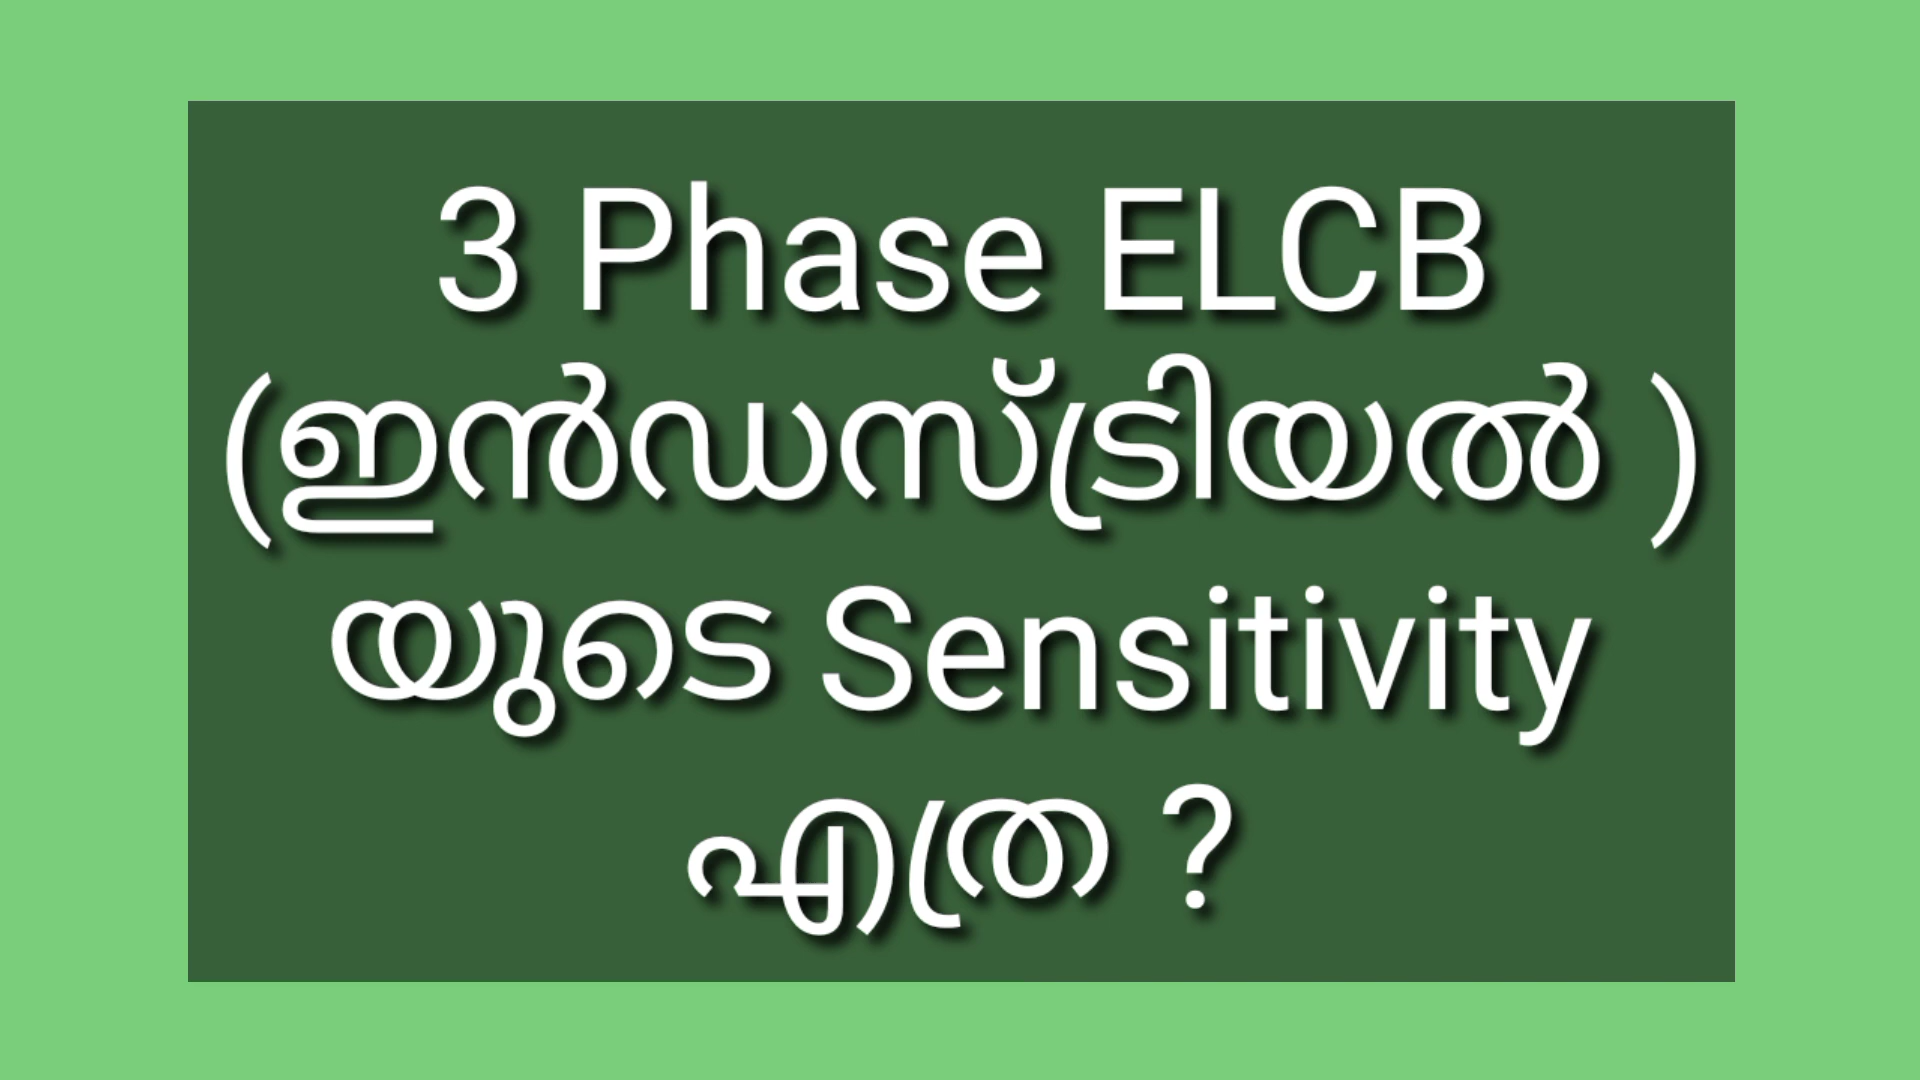 3 Phase ELCB
(ഇൻഡസ്ട്രിയൽ )
യുടെ Sensitivity
എത്ര ?